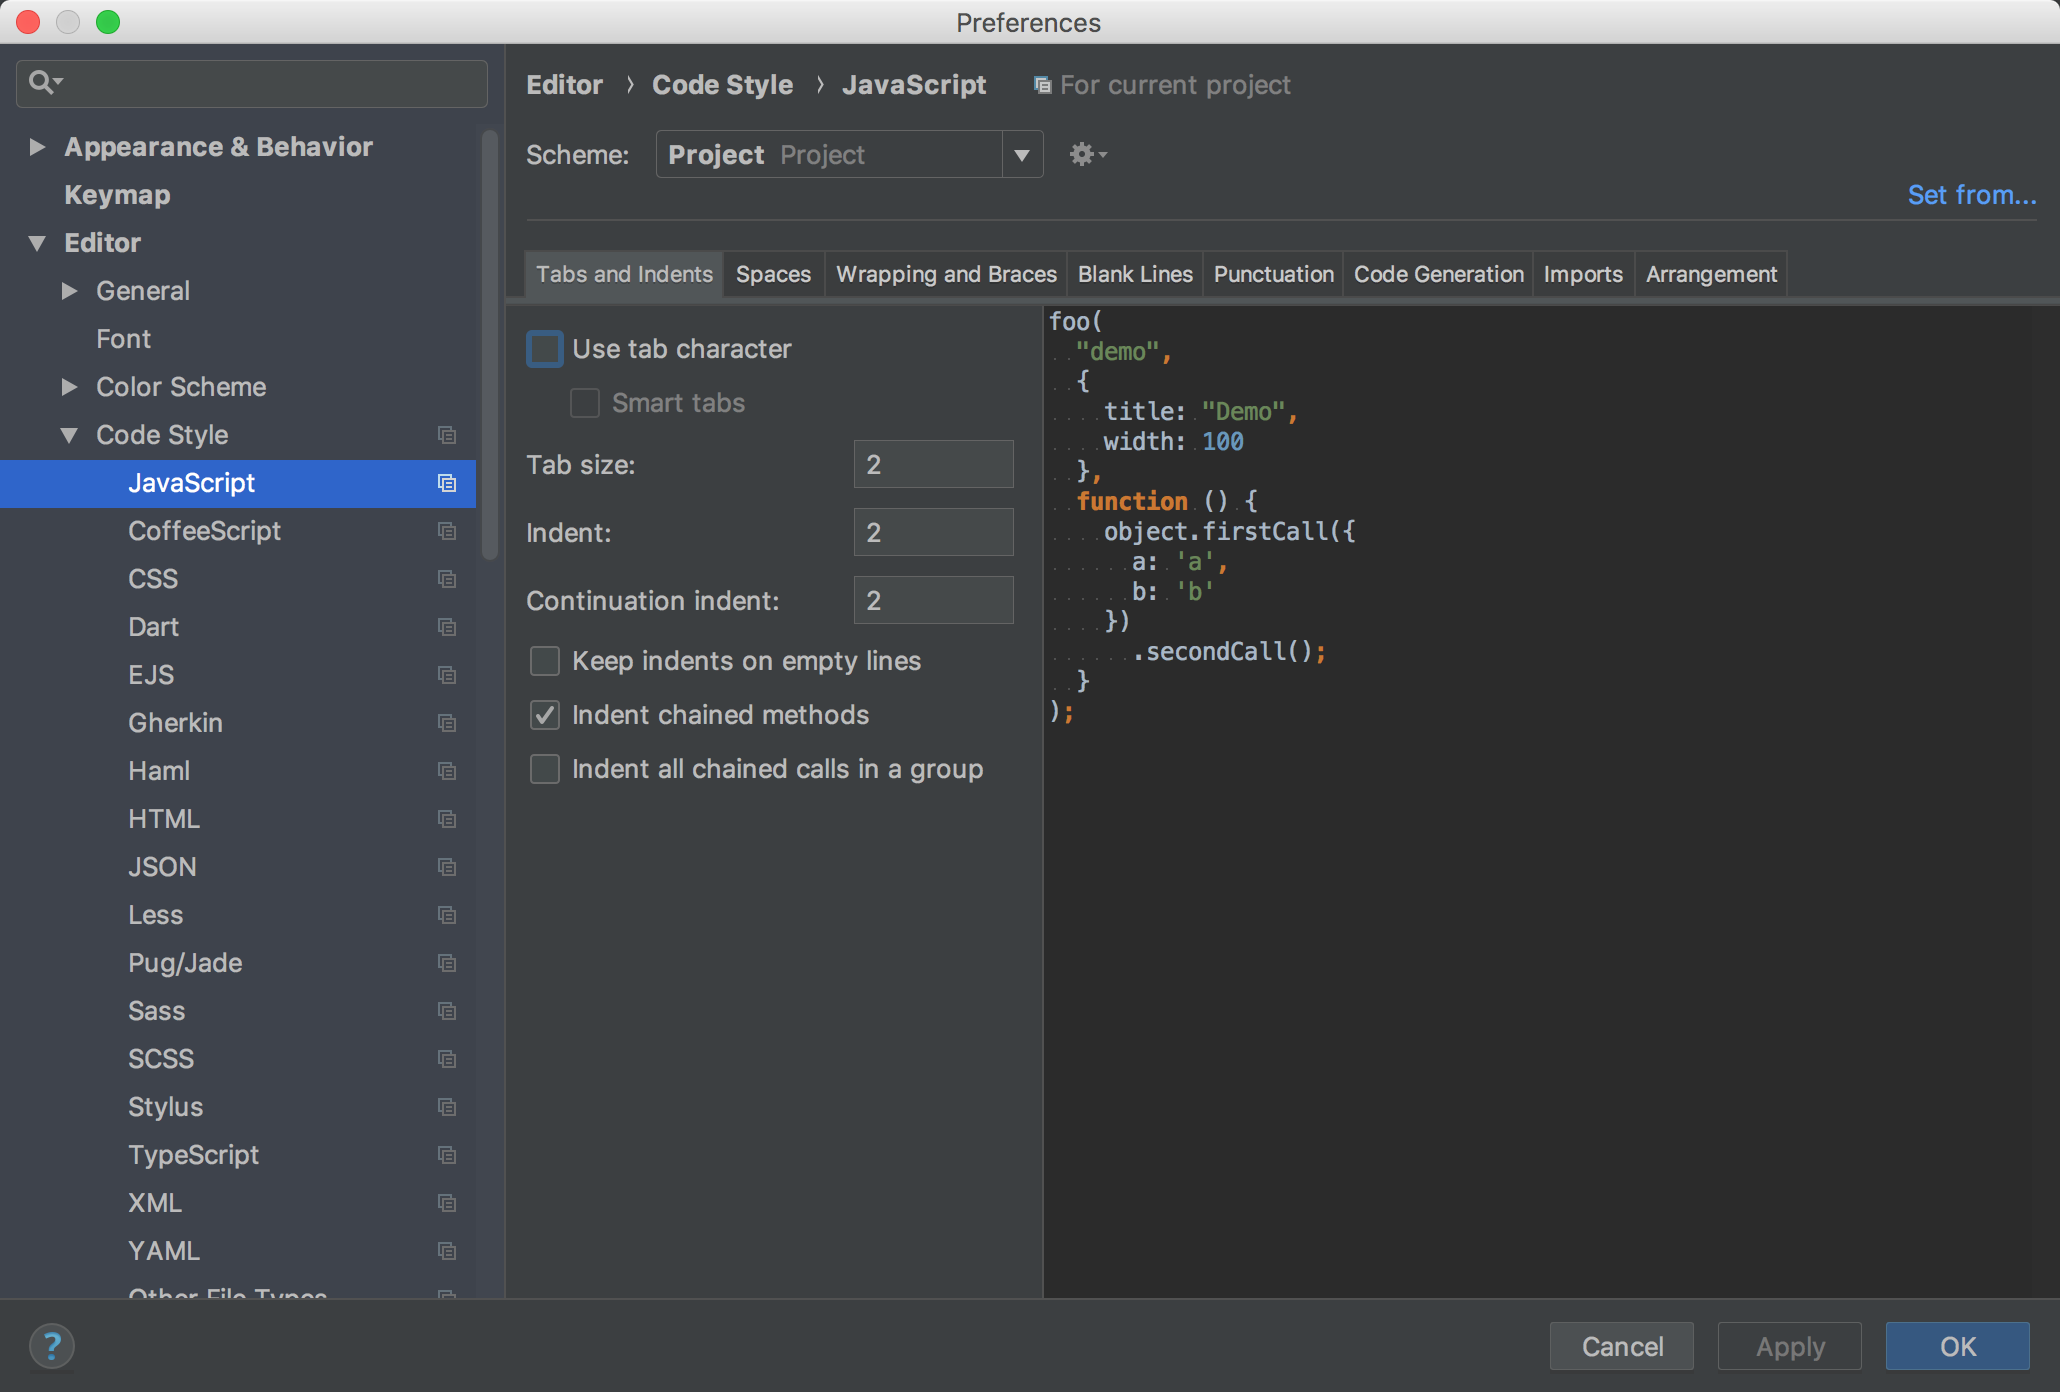 Preferences
Appearance & Behavior
Keymap
Editor
General
Font
Color Scheme
Code Style
JavaScript
CoffeeScript
CSS
Dart
EJS
Gherkin
Haml
HTML
JSON
Less
Pug/Jade
Sass
SCSS
Stylus
TypeScript
XML
YAML
Other File Types
Editor › Code Style › JavaScript For current project
Scheme: Project Project
Set from...
Tabs and Indents Spaces Wrapping and Braces Blank Lines Punctuation Code Generation Imports Arrangement
Use tab character
Smart tabs
Tab size: 2
Indent: 2
Continuation indent: 2
Keep indents on empty lines
Indent chained methods
Indent all chained calls in a group
foo(
  "demo",
  {
    title: "Demo",
    width: 100
  },
  function () {
    object.firstCall({
      a: 'a',
      b: 'b'
    })
      .secondCall();
  }
);
? Cancel Apply OK